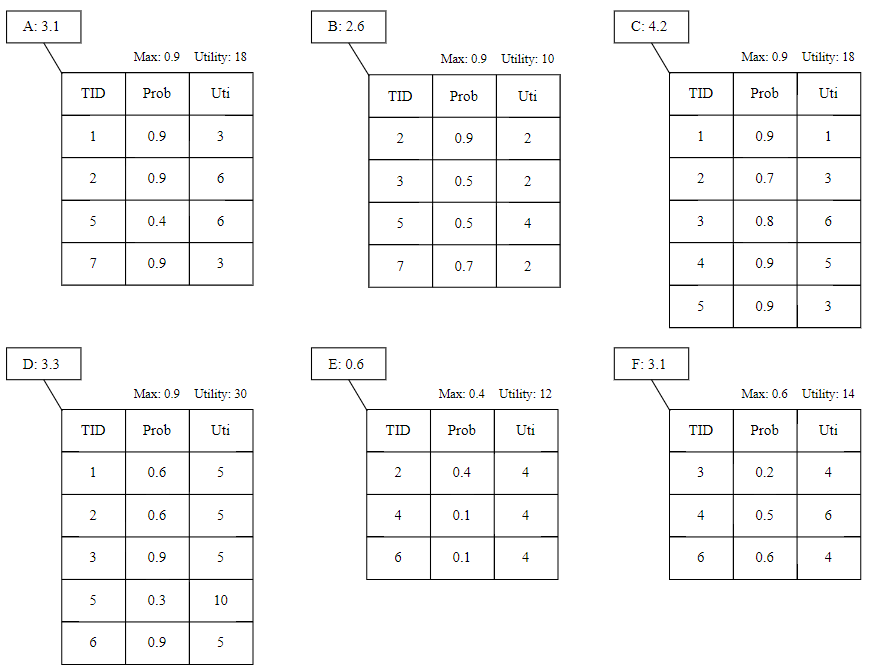 A: 3.1
Max: 0.9 Utility: 18
TID Prob Uti
1 0.9 3
2 0.9 6
5 0.4 6
7 0.9 3
B: 2.6
Max: 0.9 Utility: 10
TID Prob Uti
2 0.9 2
3 0.5 2
5 0.5 4
7 0.7 2
C: 4.2
Max: 0.9 Utility: 18
TID Prob Uti
1 0.9 1
2 0.7 3
3 0.8 6
4 0.9 5
5 0.9 3
D: 3.3
Max: 0.9 Utility: 30
TID Prob Uti
1 0.6 5
2 0.6 5
3 0.9 5
5 0.3 10
6 0.9 5
E: 0.6
Max: 0.4 Utility: 12
TID Prob Uti
2 0.4 4
4 0.1 4
6 0.1 4
F: 3.1
Max: 0.6 Utility: 14
TID Prob Uti
3 0.2 4
4 0.5 6
6 0.6 4